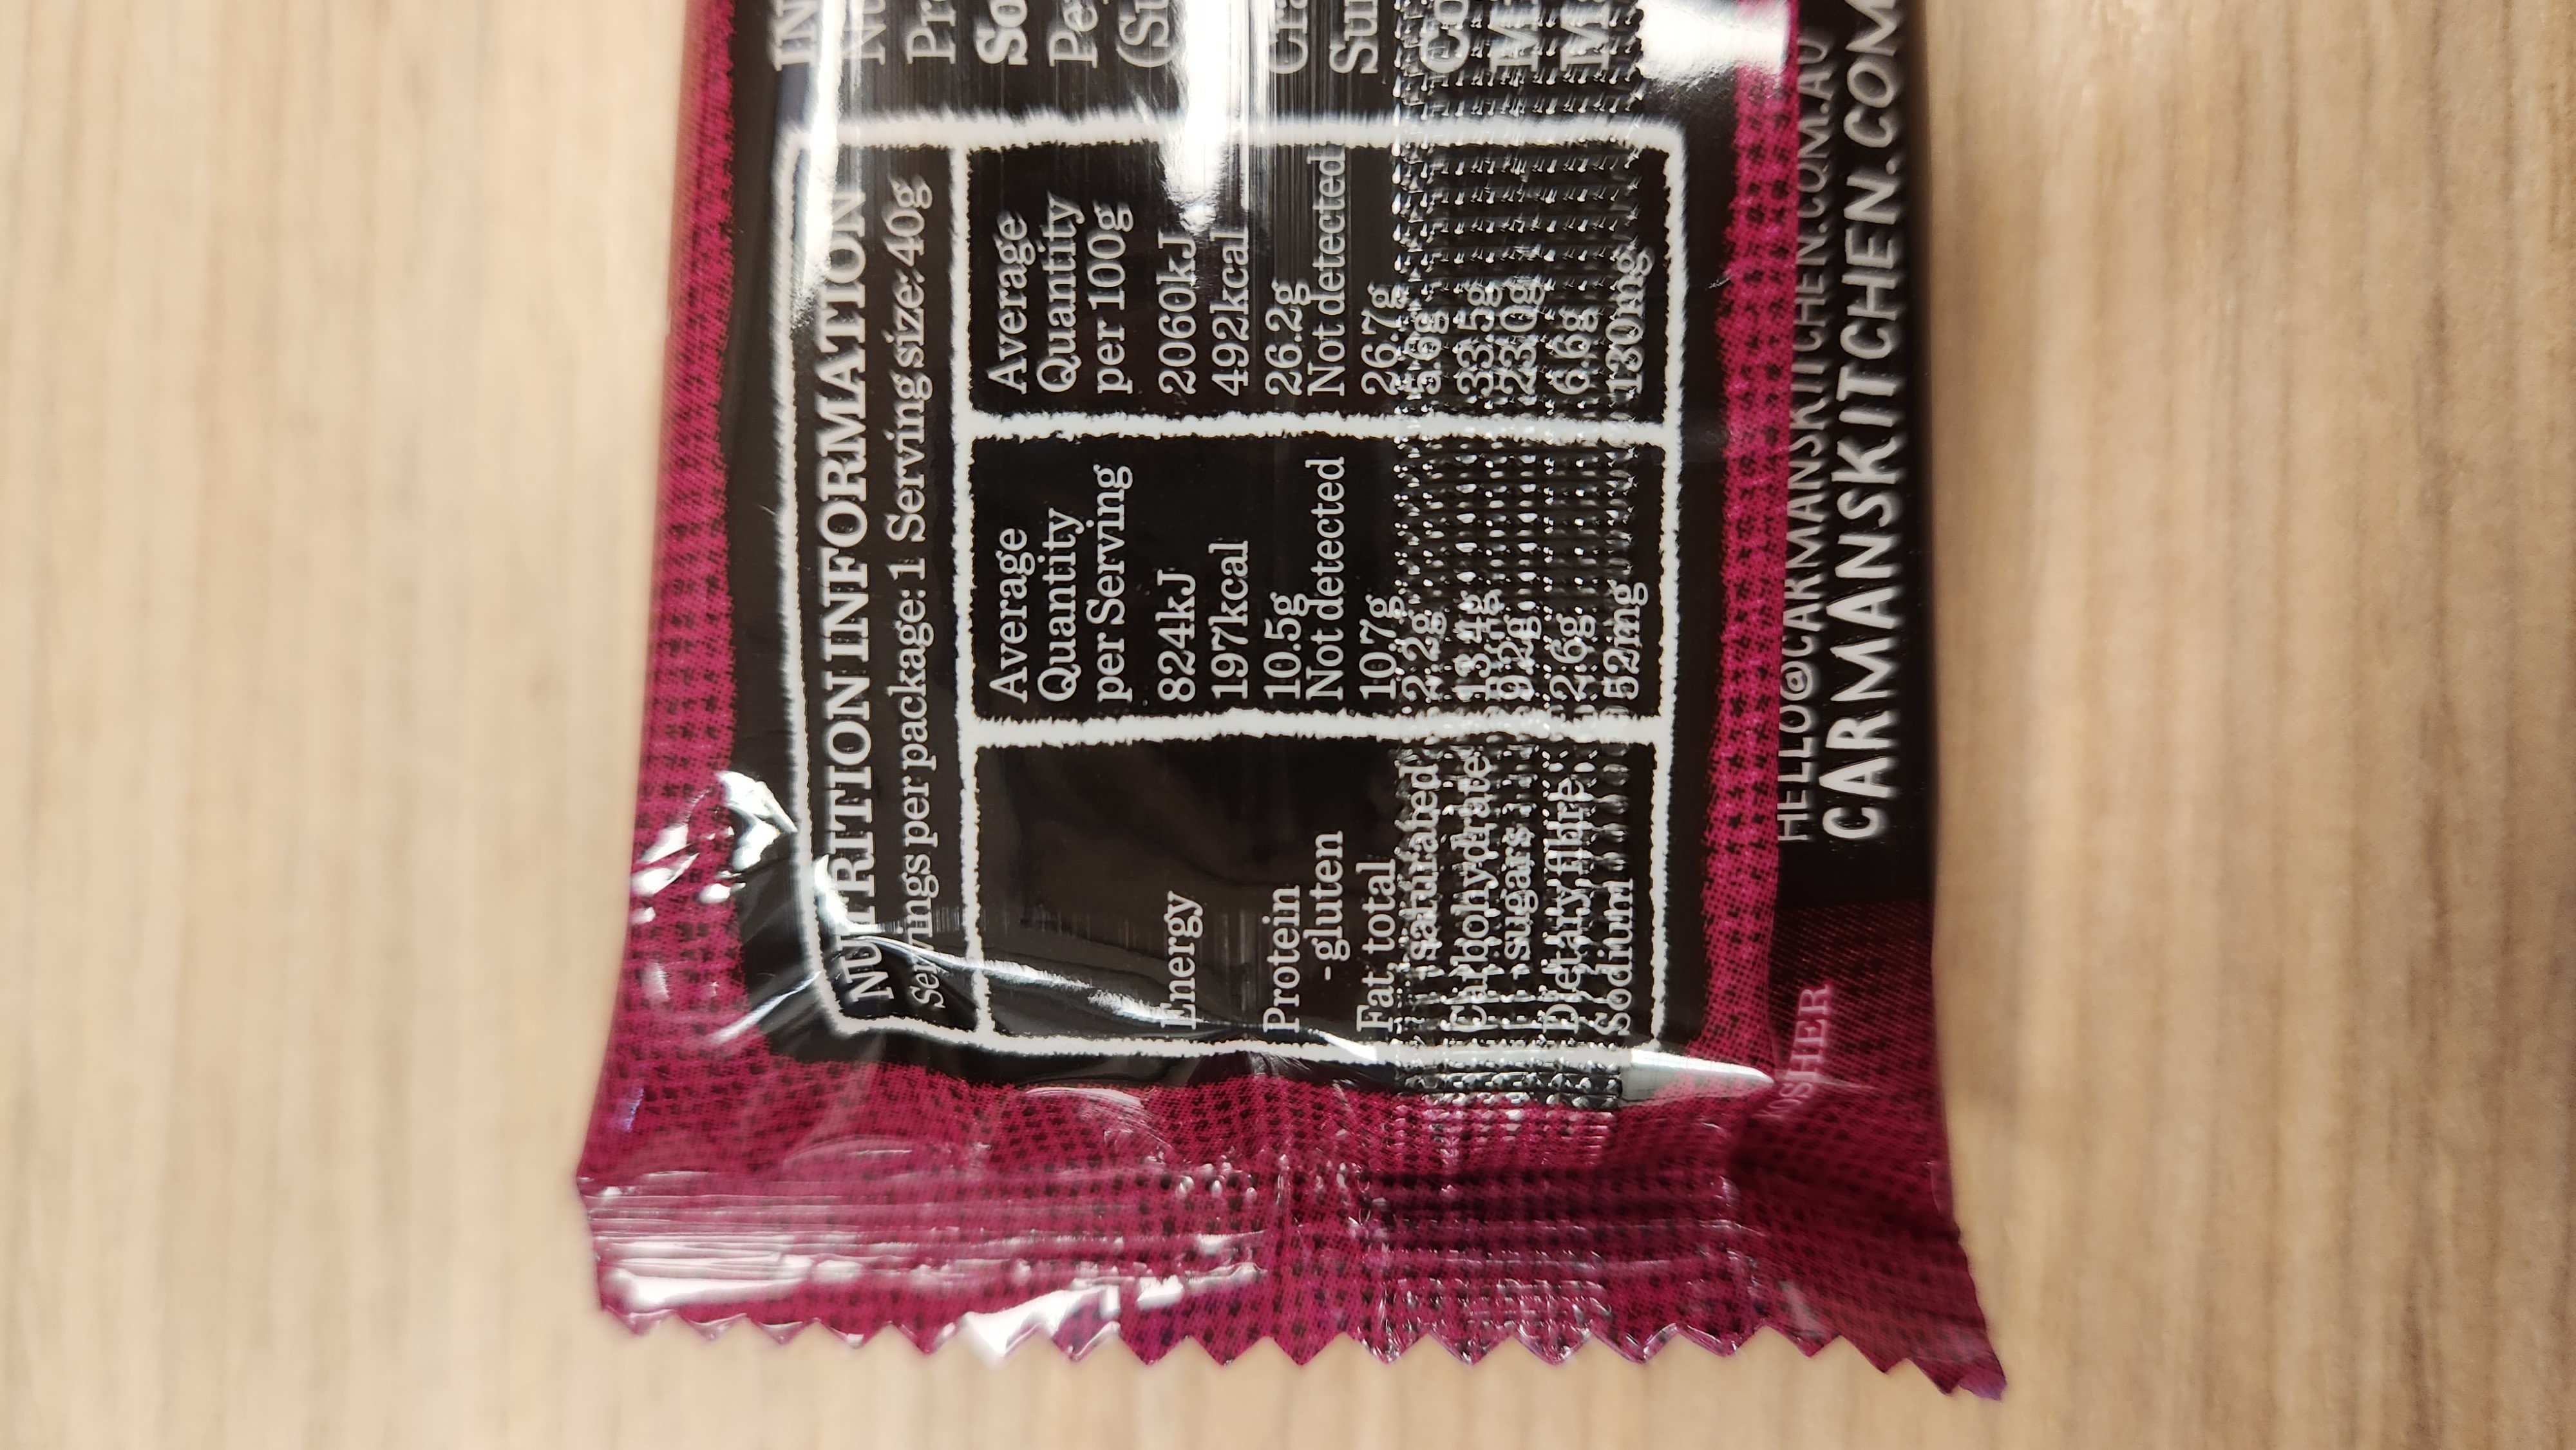 NUTRITION INFORMATION
Servings per package: 1 Serving size: 40g
Average Quantity per Serving
Average Quantity per 100g
Energy 824kJ 2060kJ
197kcal 492kcal
Protein 10.5g 26.2g
-gluten Not detected Not detected
Fat, total 10.7g 26.7g
- saturated 2.2g 5.6g
Carbohydrate 13.4g 33.5g
- sugars 9.2g 23.0g
Dietary fibre 2.6g 6.6g
Sodium 52mg 130mg
HELLO@CARMANSKITCHEN.COM.AU
CARMANSKITCHEN.COM